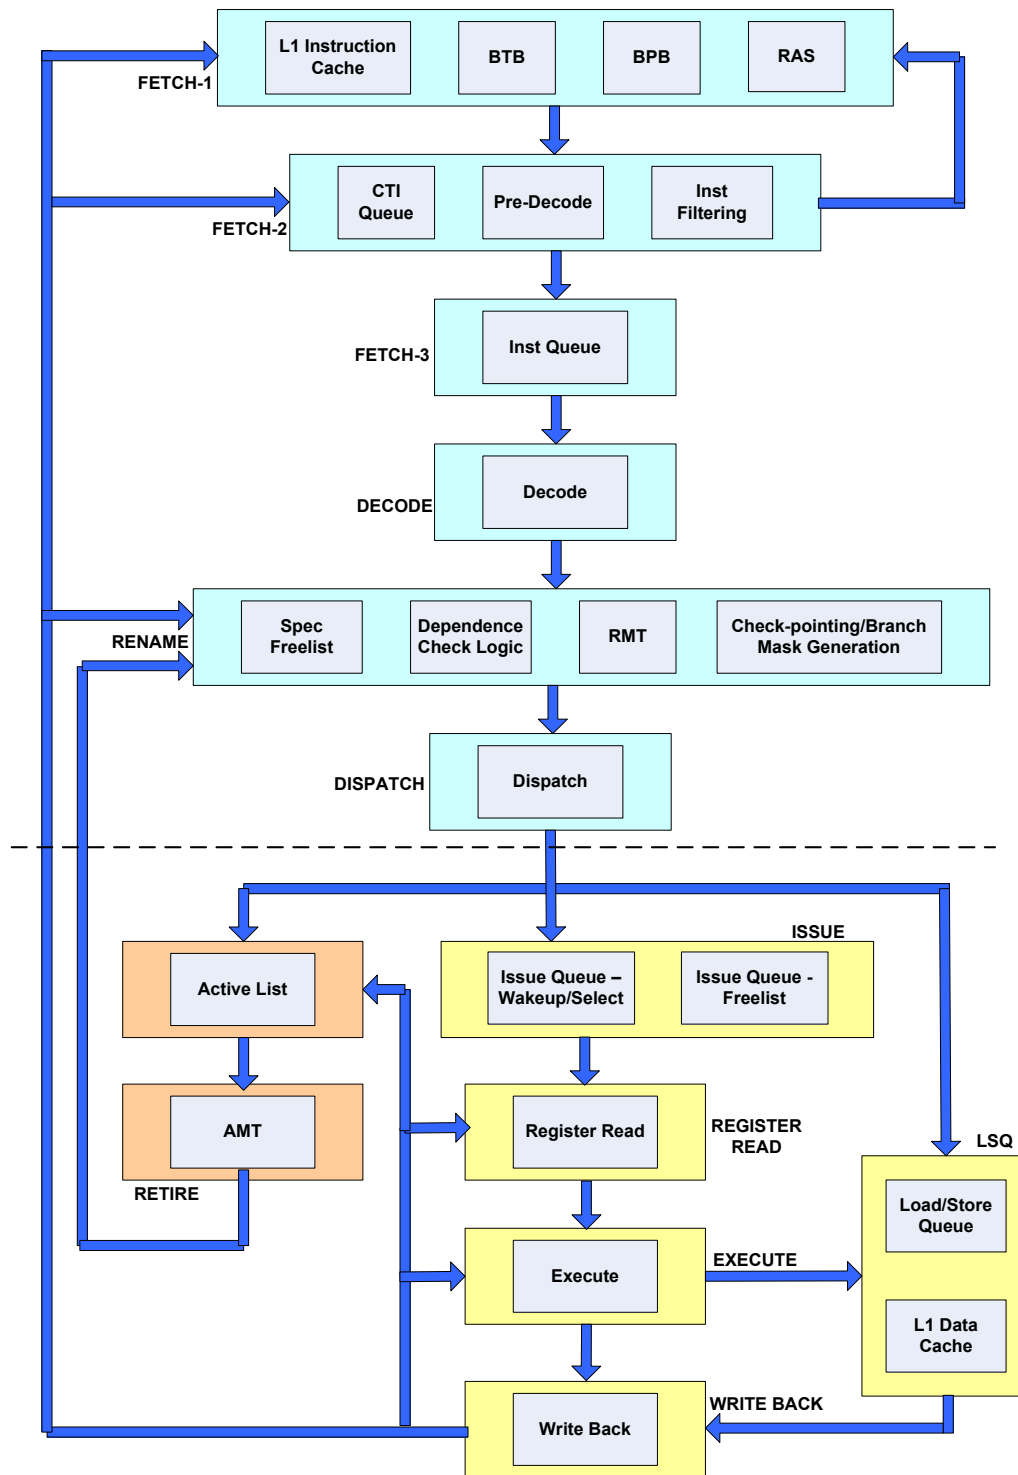 L1 Instruction
Cache
BTB
BPB
RAS
FETCH-1
CTI
Queue
Pre-Decode
Inst
Filtering
FETCH-2
Inst Queue
FETCH-3
Decode
DECODE
Spec
Freelist
Dependence
Check Logic
RMT
Check-pointing/Branch
Mask Generation
RENAME
Dispatch
DISPATCH
ISSUE
Active List
Issue Queue –
Wakeup/Select
Issue Queue -
Freelist
AMT
RETIRE
Register Read
REGISTER
READ
LSQ
Load/Store
Queue
Execute
EXECUTE
L1 Data
Cache
WRITE BACK
Write Back